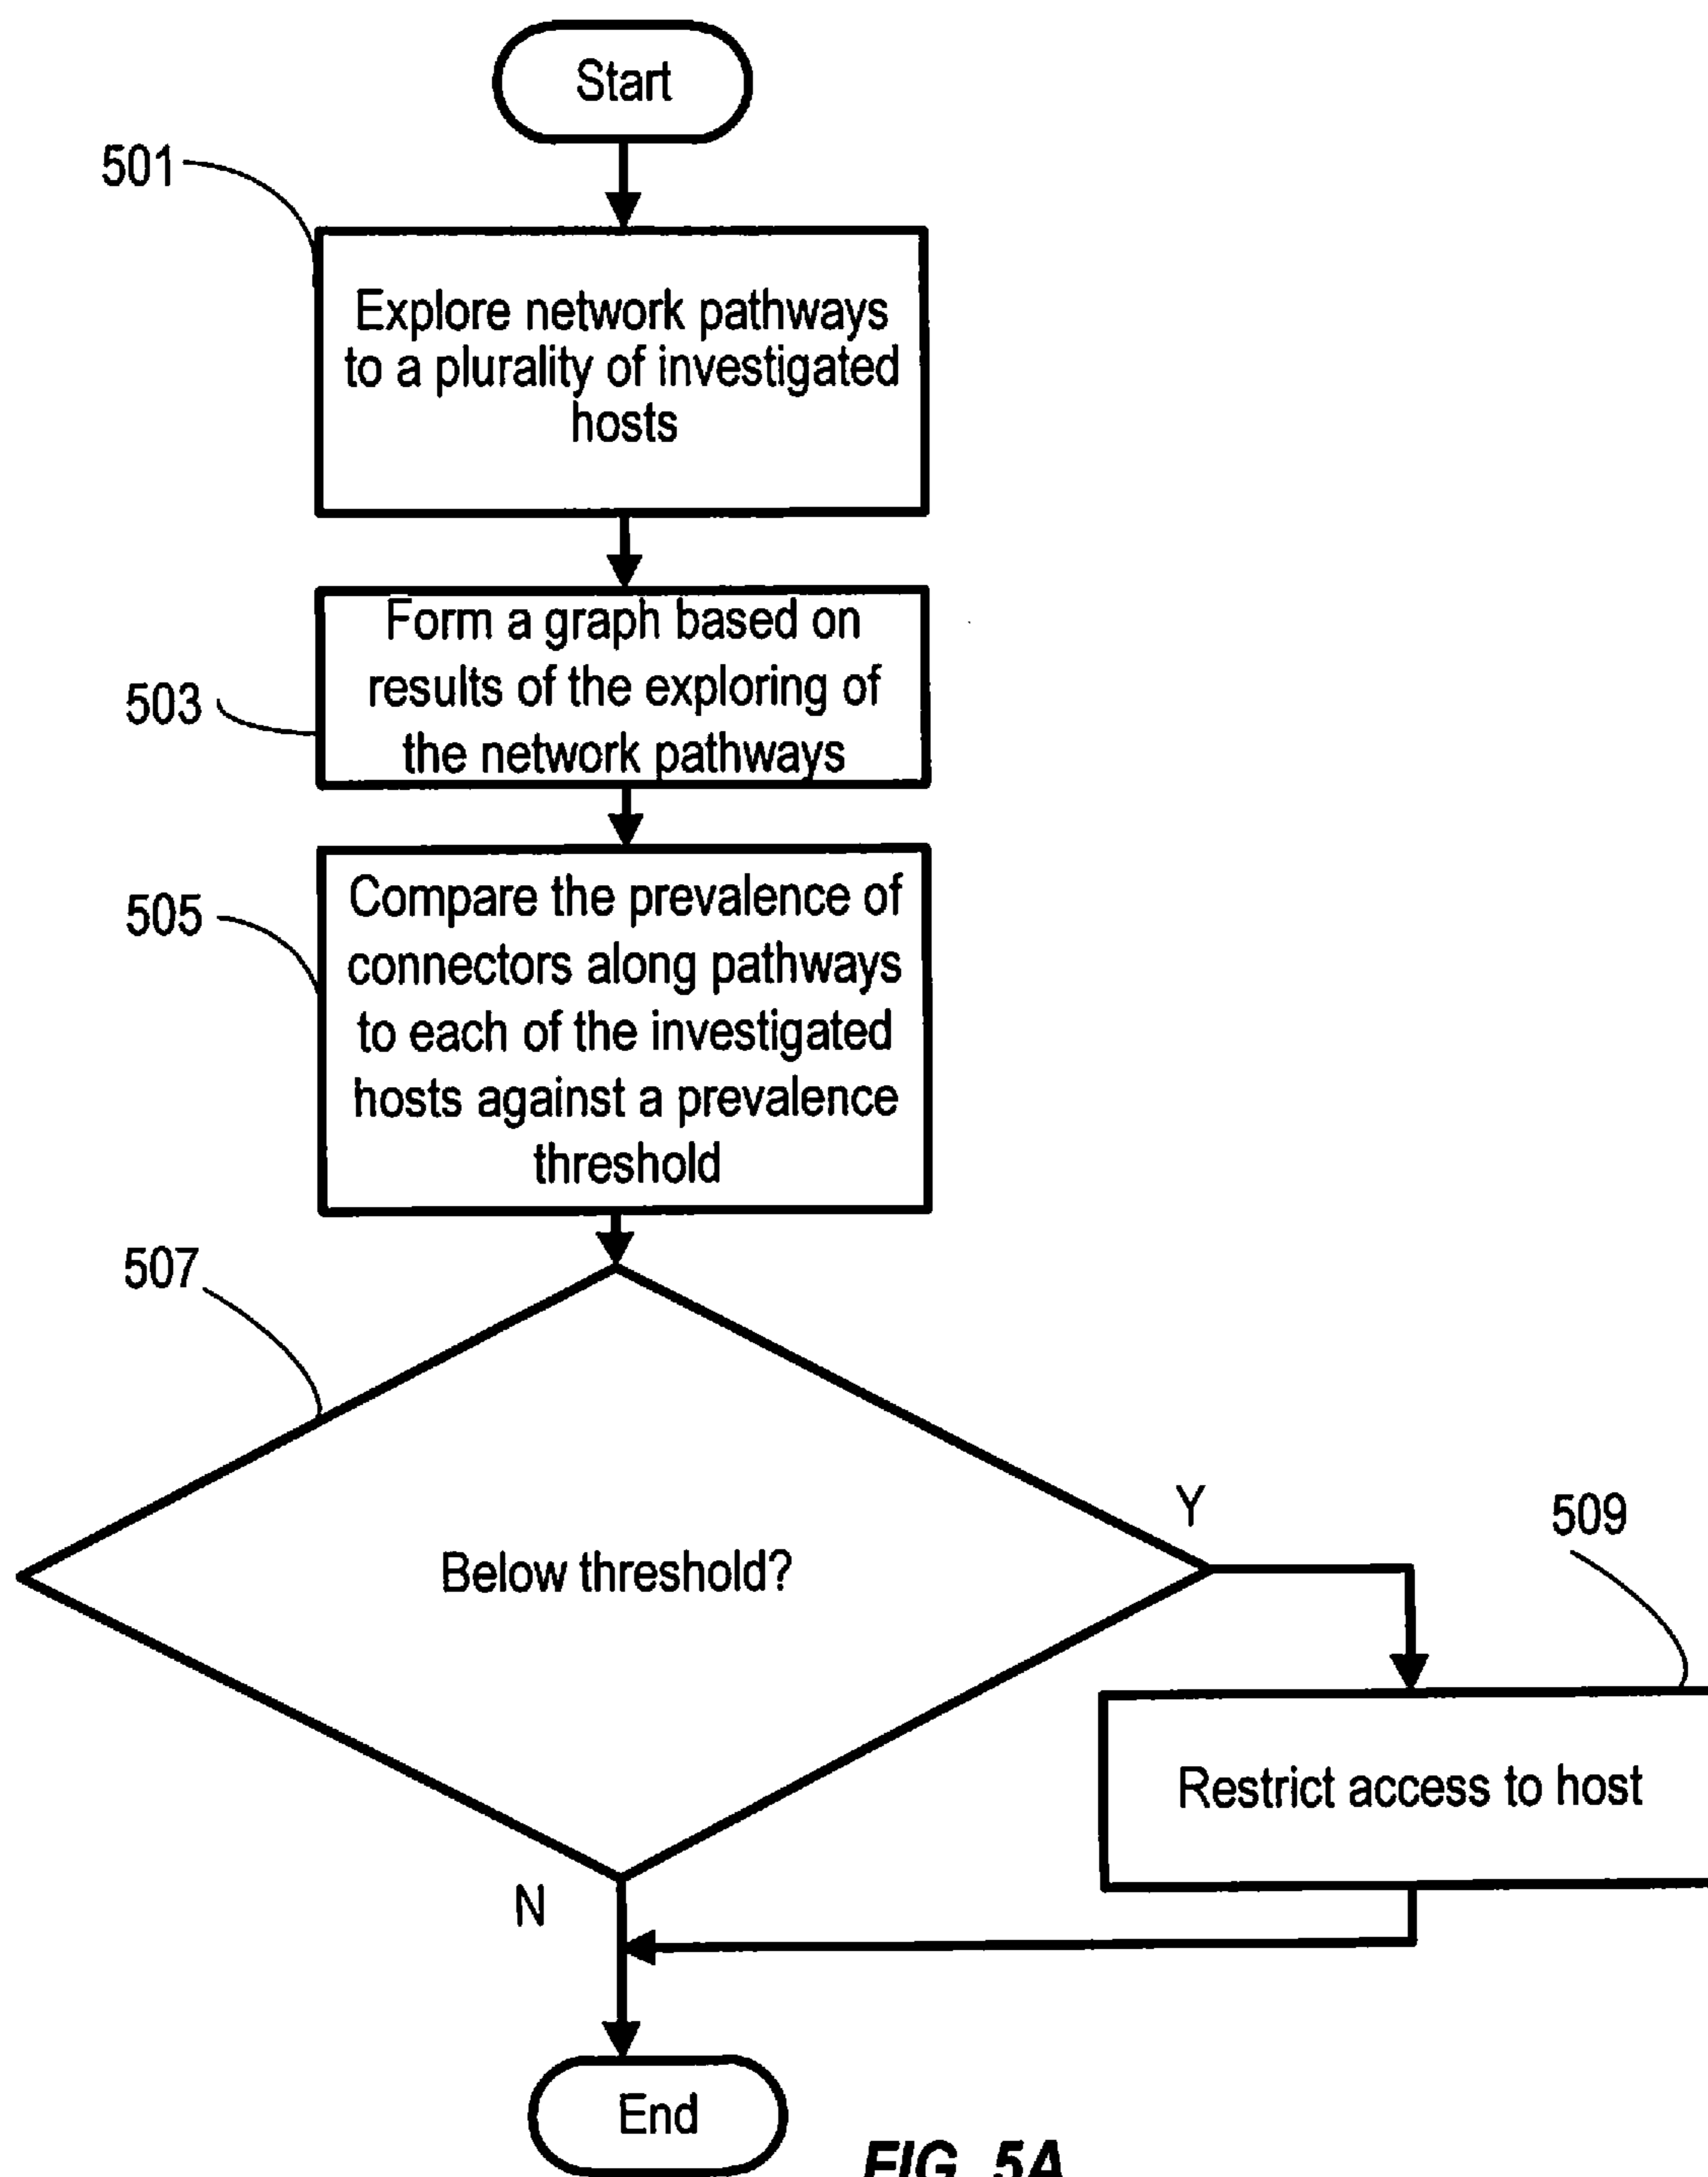 Start
501
Explore network pathways
to a plurality of investigated
hosts
503
Form a graph based on
results of the exploring of
the network pathways
505
Compare the prevalence of
connectors along pathways
to each of the investigated
hosts against a prevalence
threshold
507
Below threshold?
Y
509
Restrict access to host
N
End
FIG. 5A